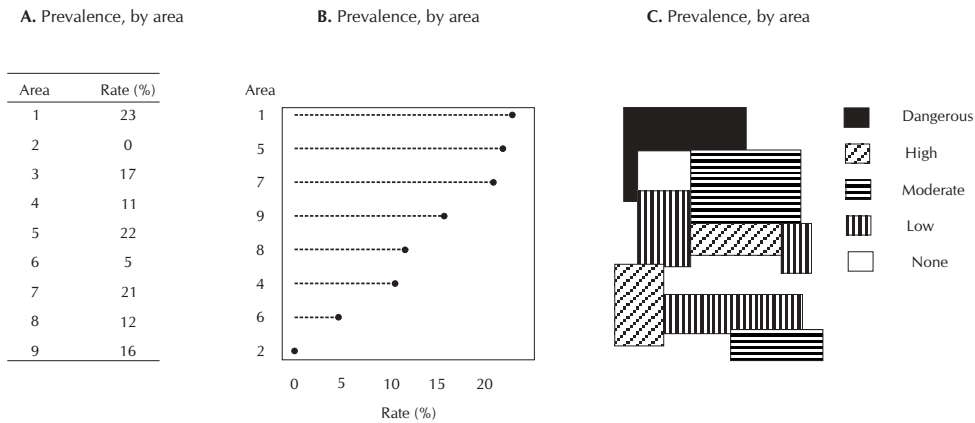 A. Prevalence, by area
Area Rate (%)
1 23
2 0
3 17
4 11
5 22
6 5
7 21
8 12
9 16
B. Prevalence, by area
Area
1
5
7
9
8
4
6
2
0 5 10 15 20
Rate (%)
C. Prevalence, by area
Dangerous
High
Moderate
Low
None